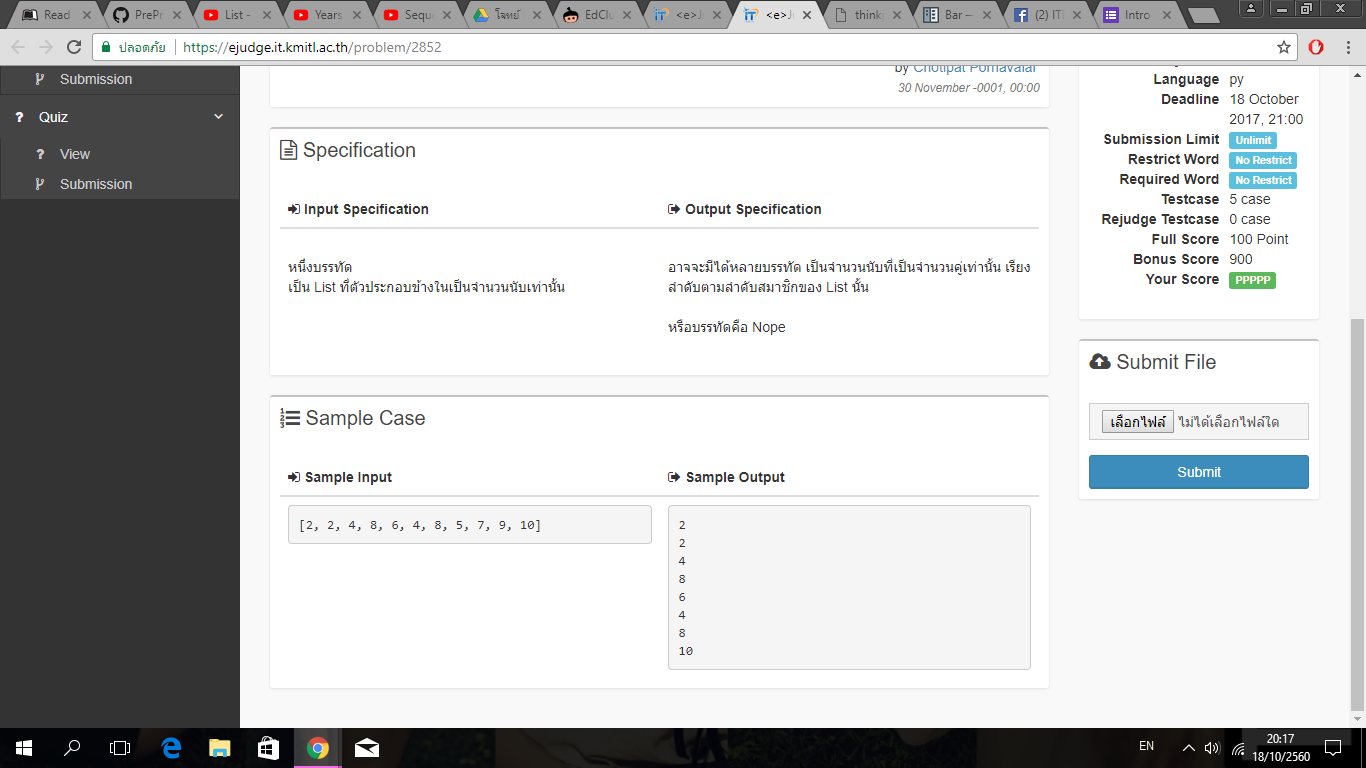 Read
PrePr
List -
Years
Sequ
โจทย์
EdClu
<e>Ju
<e>Ju
think
Bar —
(2) ITI
Intro
ปลอดภัย
https://ejudge.it.kmitl.ac.th/problem/2852
Submission
Quiz
View
Submission
by Chotipat Pornavalai
30 November -0001, 00:00
Specification
Input Specification
Output Specification
หนึ่งบรรทัด
เป็น List ที่ตัวประกอบข้างในเป็นจำนวนนับเท่านั้น
อาจจะมีได้หลายบรรทัด เป็นจำนวนนับที่เป็นจำนวนคู่เท่านั้น เรียง
ลำดับตามลำดับสมาชิกของ List นั้น
หรือบรรทัดคือ Nope
Sample Case
Sample Input
Sample Output
[2, 2, 4, 8, 6, 4, 8, 5, 7, 9, 10]
2
2
4
8
6
4
8
10
Language py
Deadline 18 October
2017, 21:00
Submission Limit Unlimit
Restrict Word No Restrict
Required Word No Restrict
Testcase 5 case
Rejudge Testcase 0 case
Full Score 100 Point
Bonus Score 900
Your Score PPPPP
Submit File
เลือกไฟล์ ไม่ได้เลือกไฟล์ใด
Submit
EN
20:17
18/10/2560